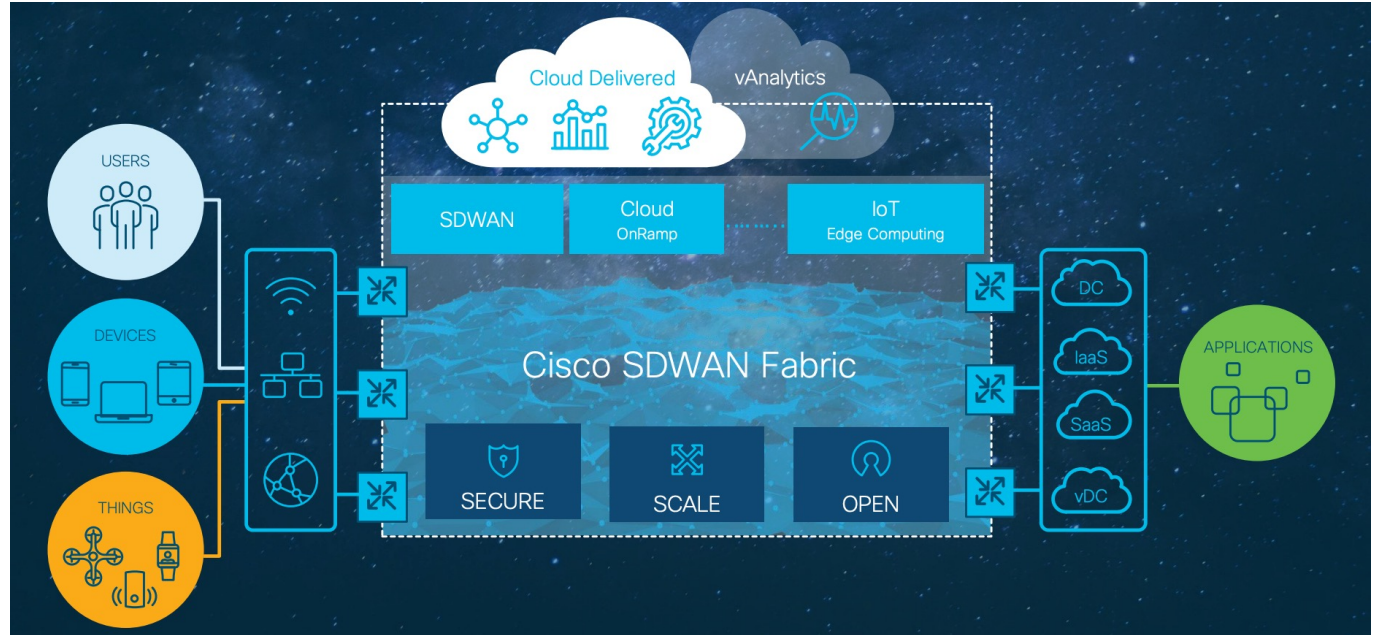 Cloud Delivered
vAnalytics
USERS
SDWAN
Cloud
OnRamp
IoT
Edge Computing
DEVICES
DC
IaaS
SaaS
vDC
APPLICATIONS
Cisco SDWAN Fabric
THINGS
SECURE
SCALE
OPEN